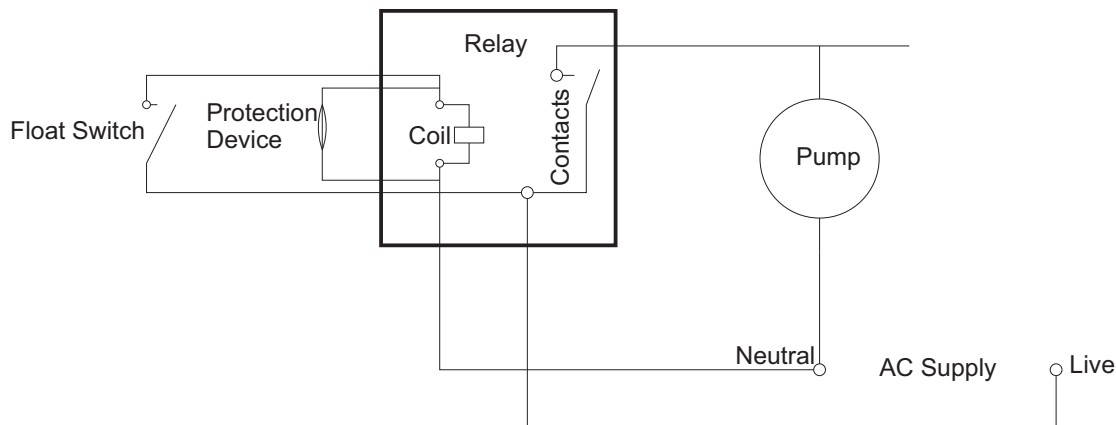 Relay
Float Switch
Protection
Device
Coil
Contacts
Pump
Neutral
AC Supply
Live